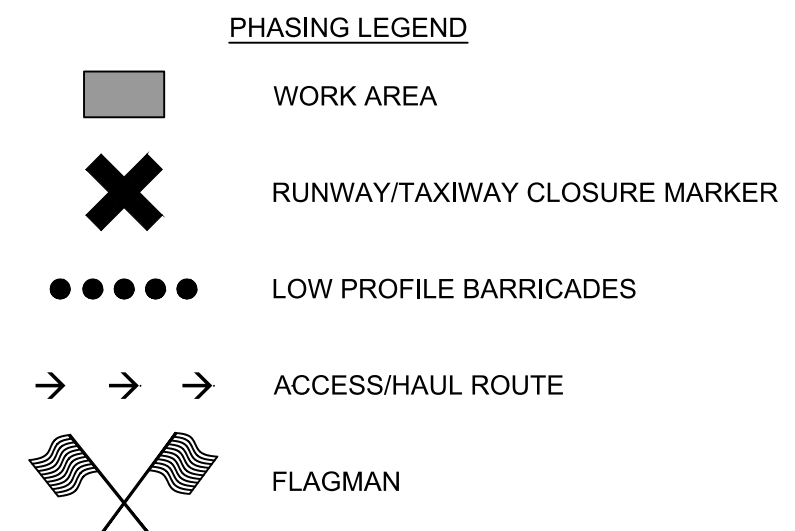 PHASING LEGEND
WORK AREA
RUNWAY/TAXIWAY CLOSURE MARKER
LOW PROFILE BARRICADES
ACCESS/HAUL ROUTE
FLAGMAN